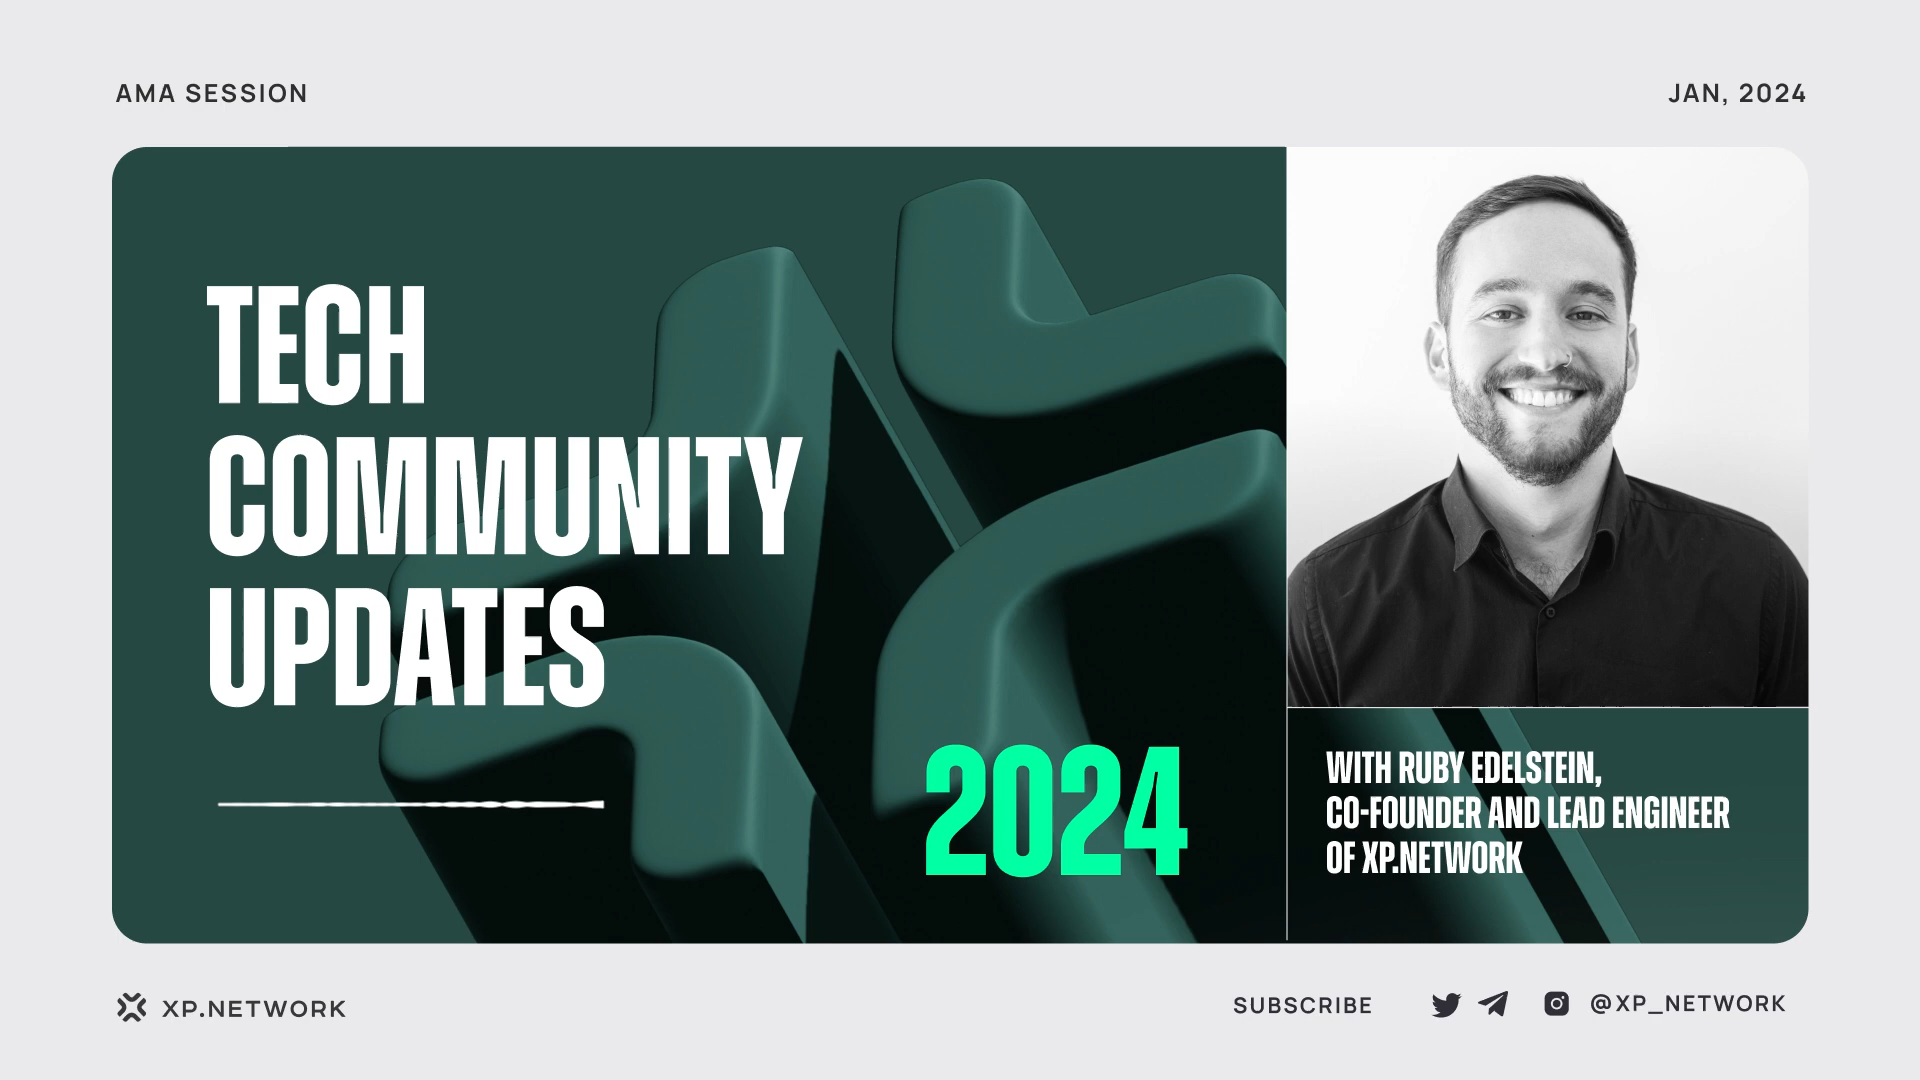 AMA SESSION
JAN, 2024
TECH
COMMUNITY
UPDATES
2024
WITH RUBY EDELSTEIN,
CO-FOUNDER AND LEAD ENGINEER
OF XP.NETWORK
XP.NETWORK
SUBSCRIBE
@XP_NETWORK